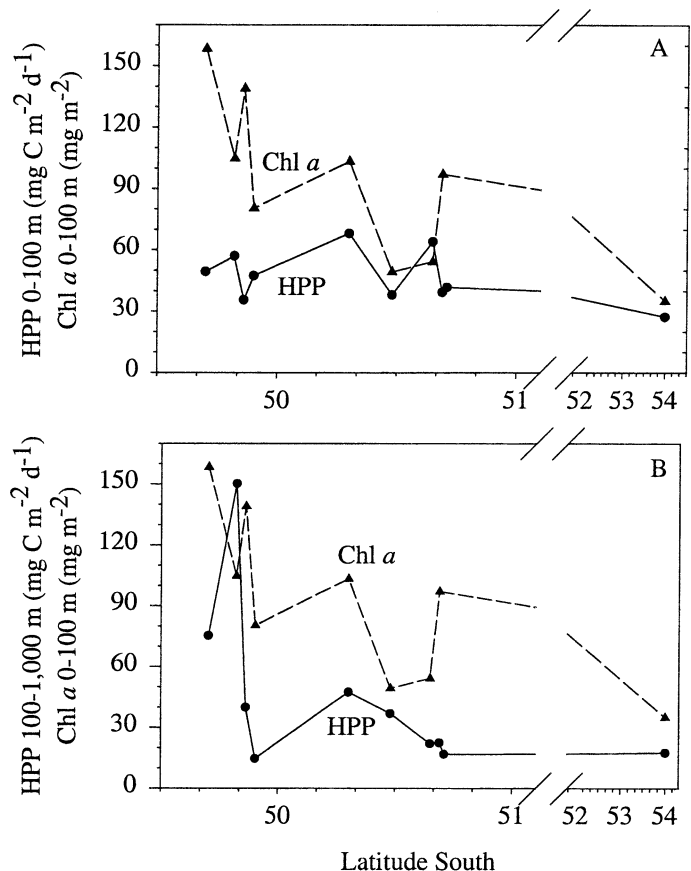 HPP 0-100 m (mg C m-2 d-1)
Chl a 0-100 m (mg m-2)
150
120
90
60
30
0
A
Chl a
HPP
50
51
52
53
54
HPP 100-1,000 m (mg C m-2 d-1)
Chl a 0-100 m (mg m-2)
150
120
90
60
30
0
B
Chl a
HPP
50
51
52
53
54
Latitude South